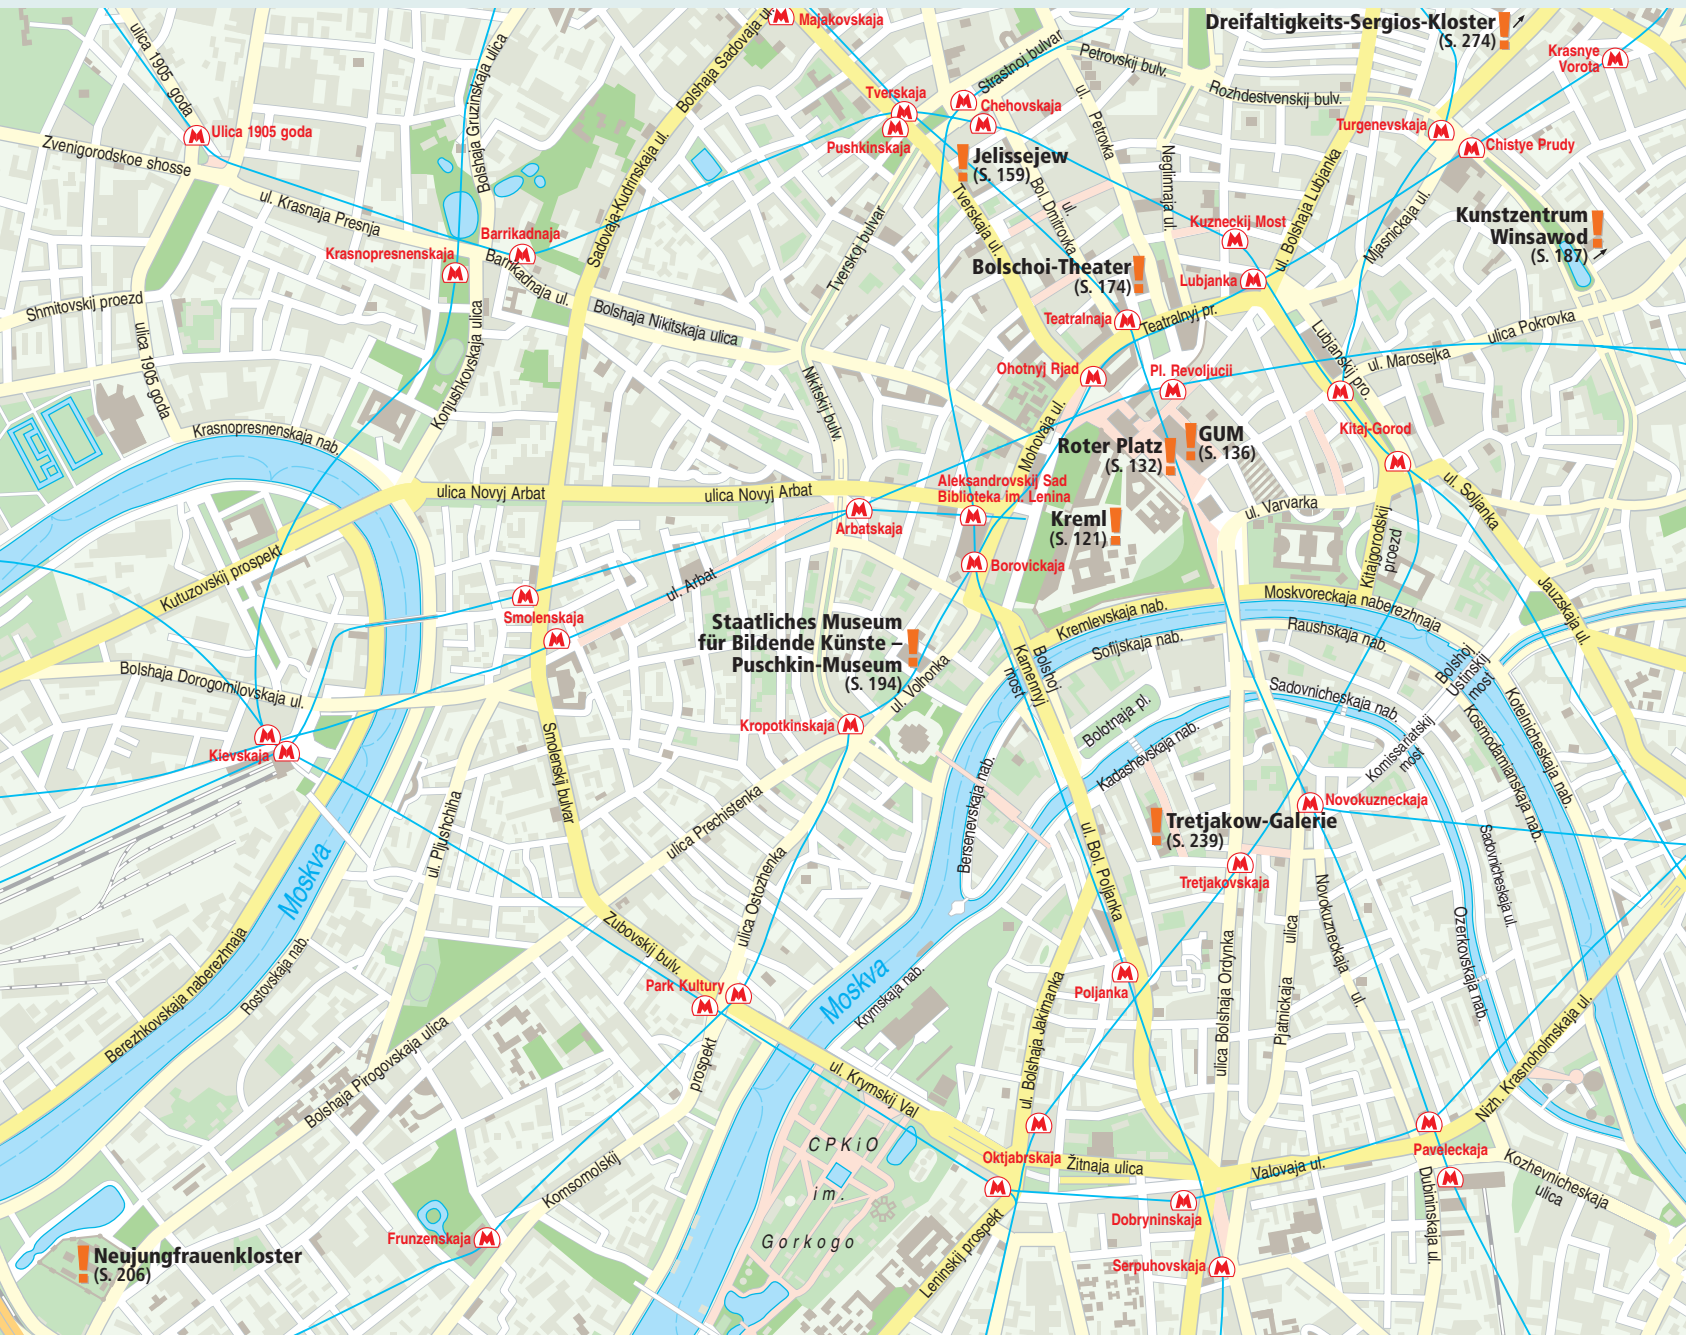 Majakovskaja
Dreifaltigkeits-Sergios-Kloster
(S. 274)
Krasnye
Vorota
ulica 1905 goda
Bolshaja Gruzinskaja ulica
Bolshaja Sadovaja ul.
Strastnoj bulvar
Petrovskij bulv.
Rozhdestvenskij bulv.
Tverskaja
Chehovskaja
Pushkinskaja
Turgenevskaja
Chistye Prudy
Ulica 1905 goda
Zvenigorodskoe shosse
ul. Krasnaja Presnja
Sadovaja-Kudrinskaja ul.
Jelissejew
(S. 159)
ul. Petrovka
Neglinnaja ul.
ul. Bolshaja Lubjanka
Mjasnickaja ul.
ul. Bol. Dmitrovka
Tverskaja ul.
Tverskoj bulvar
Kunstzentrum
Winsawod
(S. 187)
Kuzneckij Most
Barrikadnaja
Krasnopresnenskaja
Barrikadnaja ul.
Bolschoi-Theater
(S. 174)
Lubjanka
Shmitovskij proezd
ulica 1905 goda
Konjushkovskaja ulica
Bolshaja Nikitskaja ulica
Teatralnaja
Teatralnyj pr.
Lubjanskij pro.
ulica Pokrovka
ul. Marosejka
Ohotnyj Rjad
Pl. Revoljucii
Nikitskij bulv.
Mohovaja ul.
Kitaj-Gorod
Krasnopresnenskaja nab.
Roter Platz
(S. 132)
GUM
(S. 136)
ulica Novyj Arbat
ulica Novyj Arbat
Aleksandrovskij Sad
Biblioteka im. Lenina
ul. Varvarka
ul. Soljanka
Arbatskaja
Kreml
(S. 121)
Kitajgorodskij
proezd
Borovickaja
Kutuzovskij prospekt
ul. Arbat
Smolenskaja
Jauzskaja ul.
Moskvoreckaja naberezhnaja
Kremlevskaja nab.
Sofijskaja nab.
Raushskaja nab.
Staatliches Museum
für Bildende Künste –
Puschkin-Museum
(S. 194)
ul. Volhonka
Bolshoj
Kamennyj
most
Bolshoj
Ustinskij
most
Bolshaja Dorogomilovskaja ul.
Sadovnicheskaja nab.
Kotelnicheskaja nab.
Kosmodamianskaja nab.
Komissariatskij
most
Bolotnaja pl.
Kadashevskaja nab.
Kropotkinskaja
Kievskaja
Smolenskij bulvar
Bersenevskaja nab.
Novokuzneckaja
Tretjakow-Galerie
(S. 239)
ulica Prechistenka
ul. Pljushchiha
ul. Bol. Poljanka
Sadovnicheskaja ul.
Tretjakovskaja
Moskva
ulica Ostozhenka
Zubovskij bulv.
Ozerkovskaja nab.
Novokuzneckaja ul.
Pjatnickaja ulica
ulica Bolshaja Ordynka
Berezhkovskaja naberezhnaja
Rostovskaja nab.
Moskva
Krymskaja nab.
Park Kultury
Poljanka
ul. Bolshaja Jakimanka
Bolshaja Pirogovskaja ulica
Komsomolskij prospekt
ul. Krymskij Val
Nizh. Krasnoholmskaja ul.
CPKiO
im.
Gorkogo
Oktjabrskaja
Žitnaja ulica
Valovaja ul.
Paveleckaja
Kozhevnicheskaja
ulica
Dubininskaja ul.
Dobryninskaja
Leninskij prospekt
Serpuhovskaja
Frunzenskaja
Neujungfrauenkloster
(S. 206)